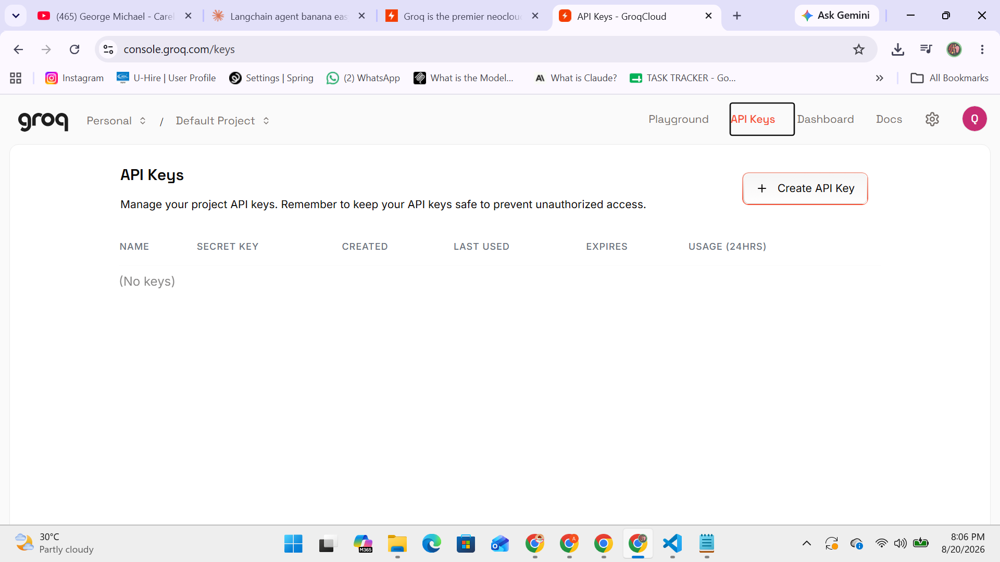 (465) George Michael - Carel
Langchain agent banana eas
Groq is the premier neoclou
API Keys - GroqCloud
Ask Gemini
console.groq.com/keys
Instagram
U-Hire | User Profile
Settings | Spring
(2) WhatsApp
What is the Model...
What is Claude?
TASK TRACKER - Go...
All Bookmarks
groq
Personal / Default Project
Playground
API Keys
Dashboard
Docs
Q
API Keys
Create API Key
Manage your project API keys. Remember to keep your API keys safe to prevent unauthorized access.
NAME SECRET KEY CREATED LAST USED EXPIRES USAGE (24HRS)
(No keys)
30°C
Partly cloudy
M365
A
8:06 PM
8/20/2026